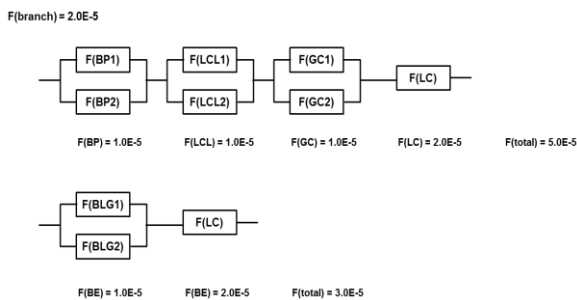 F(branch) = 2.0E-5
F(BP1) F(LCL1) F(GC1)
F(LC)
F(BP2) F(LCL2) F(GC2)
F(BP) = 1.0E-5 F(LCL) = 1.0E-5 F(GC) = 1.0E-5 F(LC) = 2.0E-5 F(total) = 5.0E-5
F(BLG1)
F(LC)
F(BLG2)
F(BE) = 1.0E-5 F(BE) = 2.0E-5 F(total) = 3.0E-5